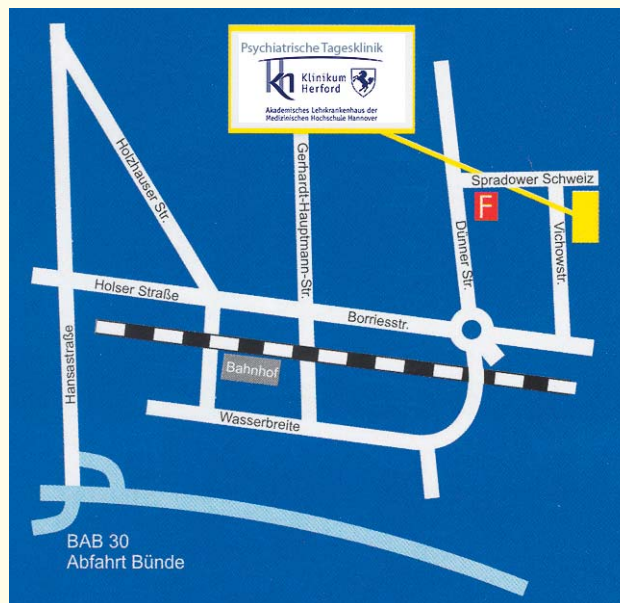 Psychiatrische Tagesklinik
kh
Klinikum
Herford
Akademisches Lehrkrankenhaus der
Medizinischen Hochschule Hannover
Holzhauser Str.
Gerhardt-Hauptmann-Str.
Spradower Schweiz
F
Dünner Str.
Vichowstr.
Holser Straße
Borriesstr.
Hansastraße
Bahnhof
Wasserbreite
BAB 30
Abfahrt Bünde